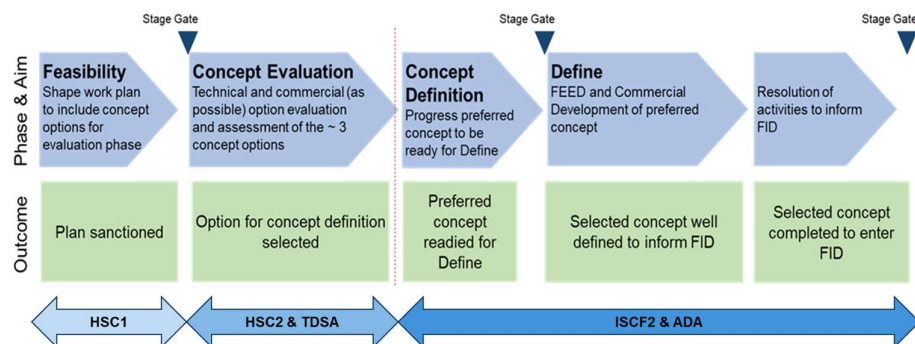 Stage Gate
Stage Gate
Stage Gate
Phase & Aim
Feasibility
Shape work plan
to include concept
options for
evaluation phase
Concept Evaluation
Technical and commercial (as
possible) option evaluation
and assessment of the ~ 3
concept options
Concept
Definition
Progress preferred
concept to be
ready for Define
Define
FEED and Commercial
Development of preferred
concept
Resolution of
activities to inform
FID
Outcome
Plan sanctioned
Option for concept definition
selected
Preferred
concept
readied for
Define
Selected concept well
defined to inform FID
Selected concept
completed to enter
FID
HSC1
HSC2 & TDSA
ISCF2 & ADA